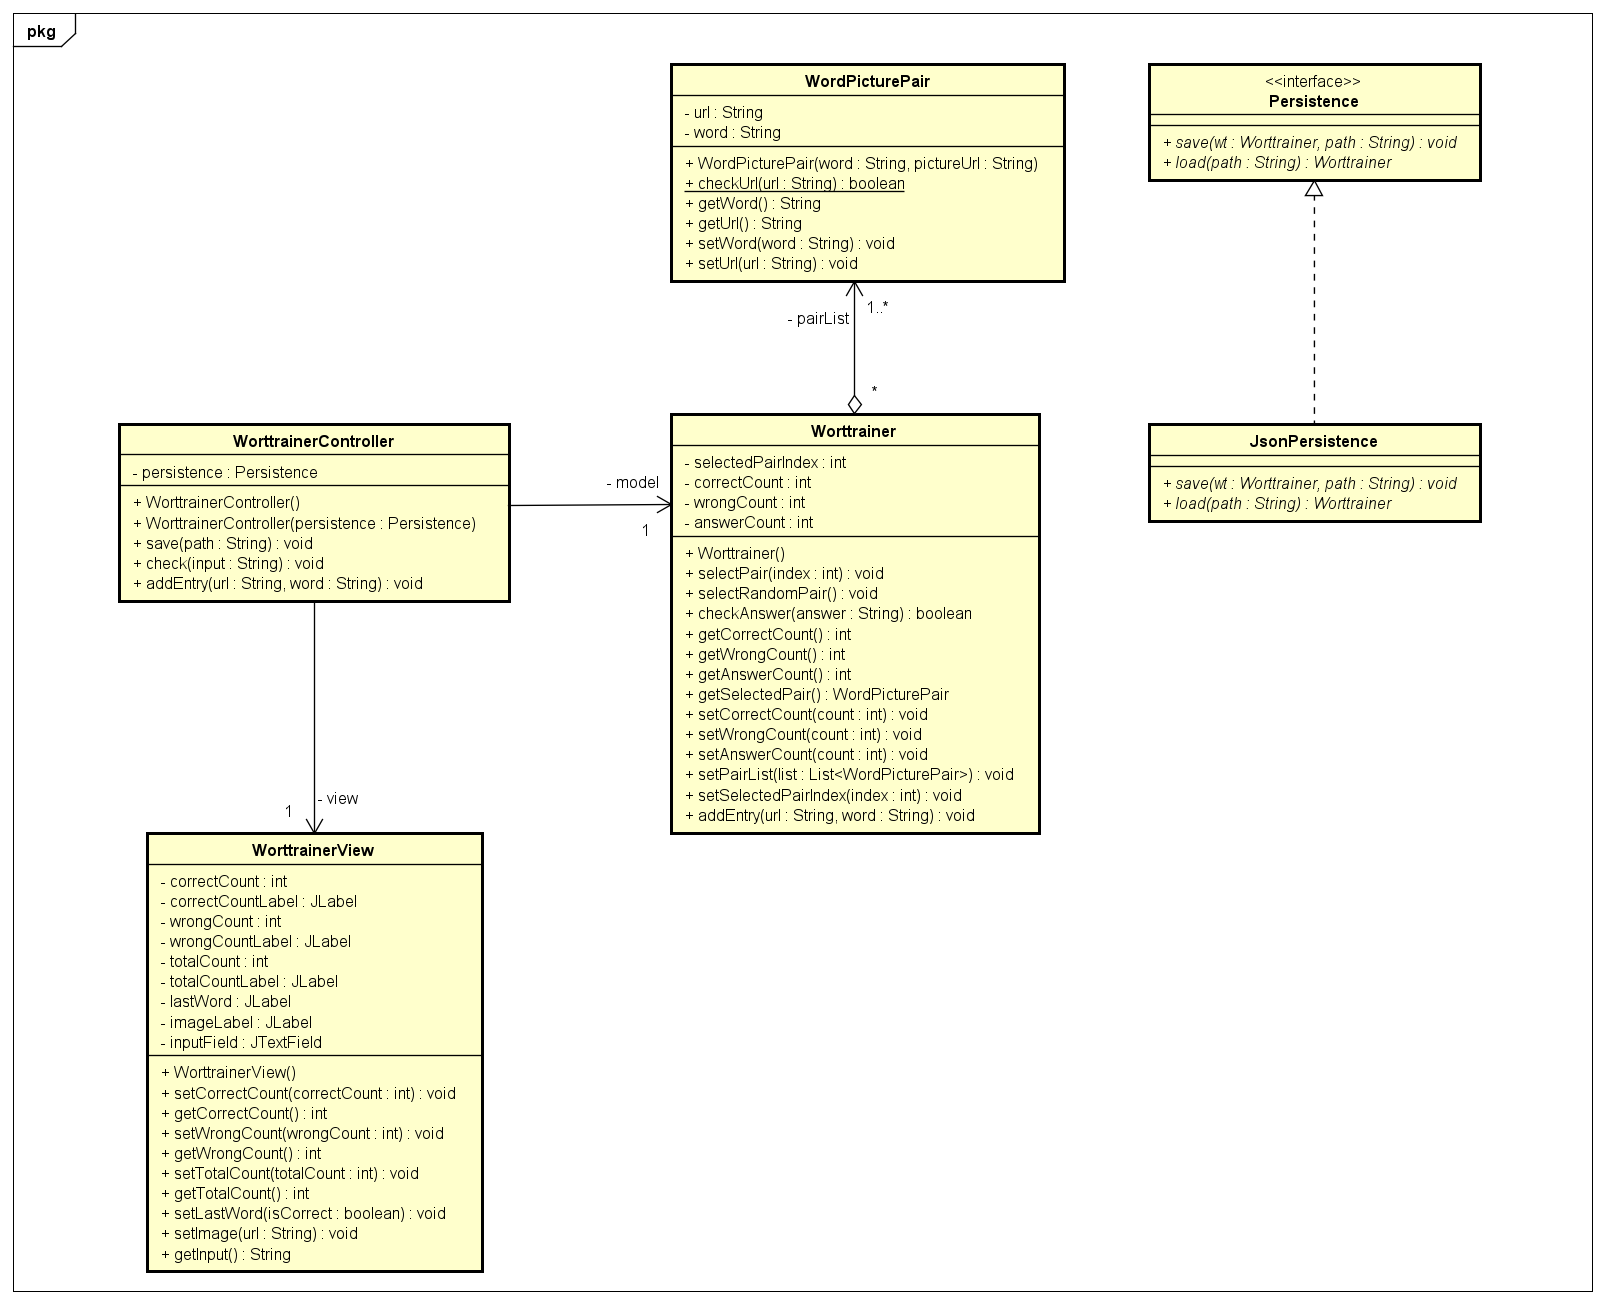 pkg
WordPicturePair
- url : String
- word : String
+ WordPicturePair(word : String, pictureUrl : String)
+ checkUrl(url : String) : boolean
+ getWord() : String
+ getUrl() : String
+ setWord(word : String) : void
+ setUrl(url : String) : void
<<interface>>
Persistence
+ save(wt : Worttrainer, path : String) : void
+ load(path : String) : Worttrainer
1..*
- pairList
*
WorttrainerController
- persistence : Persistence
+ WorttrainerController()
+ WorttrainerController(persistence : Persistence)
+ save(path : String) : void
+ check(input : String) : void
+ addEntry(url : String, word : String) : void
- model
1
Worttrainer
- selectedPairIndex : int
- correctCount : int
- wrongCount : int
- answerCount : int
+ Worttrainer()
+ selectPair(index : int) : void
+ selectRandomPair() : void
+ checkAnswer(answer : String) : boolean
+ getCorrectCount() : int
+ getWrongCount() : int
+ getAnswerCount() : int
+ getSelectedPair() : WordPicturePair
+ setCorrectCount(count : int) : void
+ setWrongCount(count : int) : void
+ setAnswerCount(count : int) : void
+ setPairList(list : List<WordPicturePair>) : void
+ setSelectedPairIndex(index : int) : void
+ addEntry(url : String, word : String) : void
JsonPersistence
+ save(wt : Worttrainer, path : String) : void
+ load(path : String) : Worttrainer
- view
1
WorttrainerView
- correctCount : int
- correctCountLabel : JLabel
- wrongCount : int
- wrongCountLabel : JLabel
- totalCount : int
- totalCountLabel : JLabel
- lastWord : JLabel
- imageLabel : JLabel
- inputField : JTextField
+ WorttrainerView()
+ setCorrectCount(correctCount : int) : void
+ getCorrectCount() : int
+ setWrongCount(wrongCount : int) : void
+ getWrongCount() : int
+ setTotalCount(totalCount : int) : void
+ getTotalCount() : int
+ setLastWord(isCorrect : boolean) : void
+ setImage(url : String) : void
+ getInput() : String